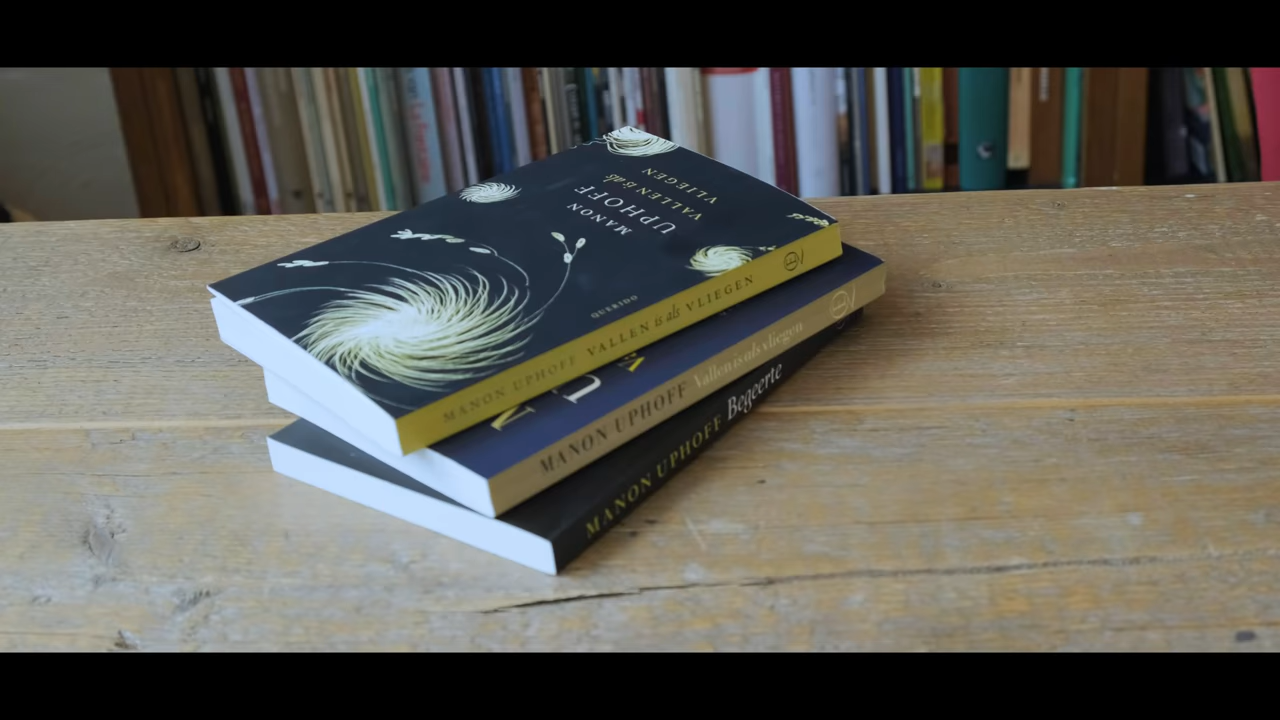 MANON
UPHOFF
VALLEN is als
VLIEGEN
QUERIDO
MANON UPHOFF VALLEN is als VLIEGEN
MANON UPHOFF Vallen is als vliegen
MANON UPHOFF Begeerte